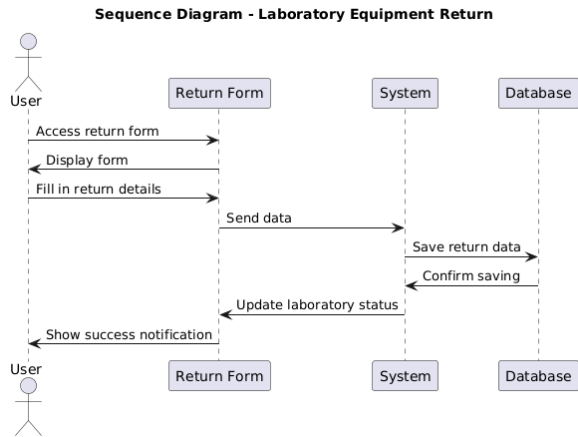 Sequence Diagram - Laboratory Equipment Return
User
Return Form
System
Database
Access return form
Display form
Fill in return details
Send data
Save return data
Confirm saving
Update laboratory status
Show success notification
User
Return Form
System
Database